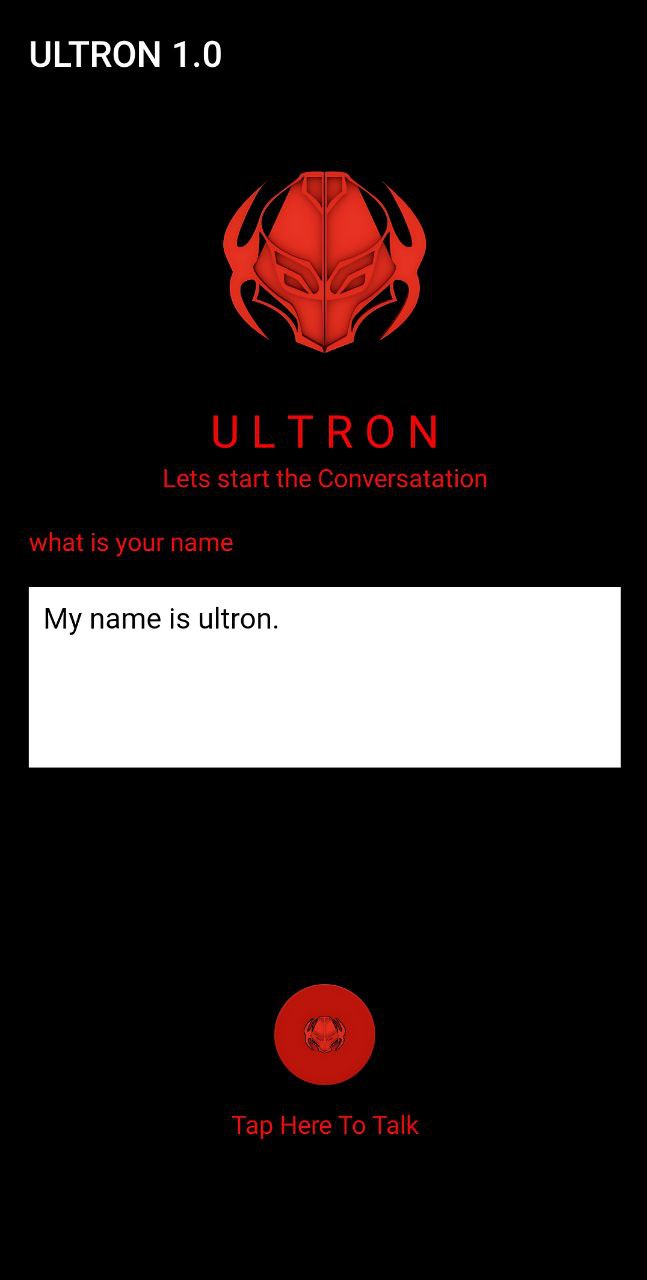 ULTRON 1.0
ULTRON
Lets start the Conversatation
what is your name
My name is ultron.
Tap Here To Talk